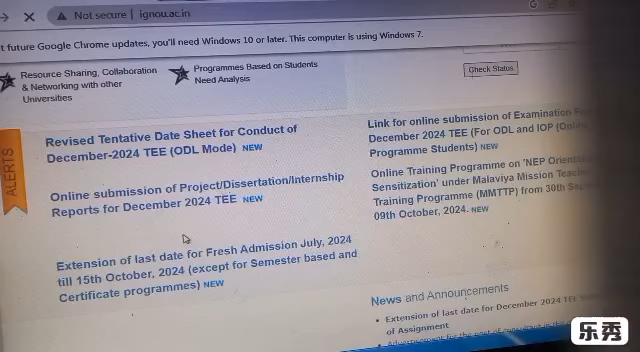 Not secure | ignou.ac.in
t future Google Chrome updates, you'll need Windows 10 or later. This computer is using Windows 7.
Resource Sharing, Collaboration
& Networking with other
Universities
Programmes Based on Students
Need Analysis
Check Status
ALERTS
Revised Tentative Date Sheet for Conduct of
December-2024 TEE (ODL Mode) NEW
Online submission of Project/Dissertation/Internship
Reports for December 2024 TEE NEW
Extension of last date for Fresh Admission July, 2024
till 15th October, 2024 (except for Semester based and
Certificate programmes) NEW
Link for online submission of Examination
December 2024 TEE (For ODL and IOP (Online
Programme Students) NEW
Online Training Programme on 'NEP
Sensitization' under Malaviya Mission
Training Programme (MMTTP) from 30th
09th October, 2024. NEW
News and Announcements
Extension of last date for December 2024 TEE
of Assignment
乐秀